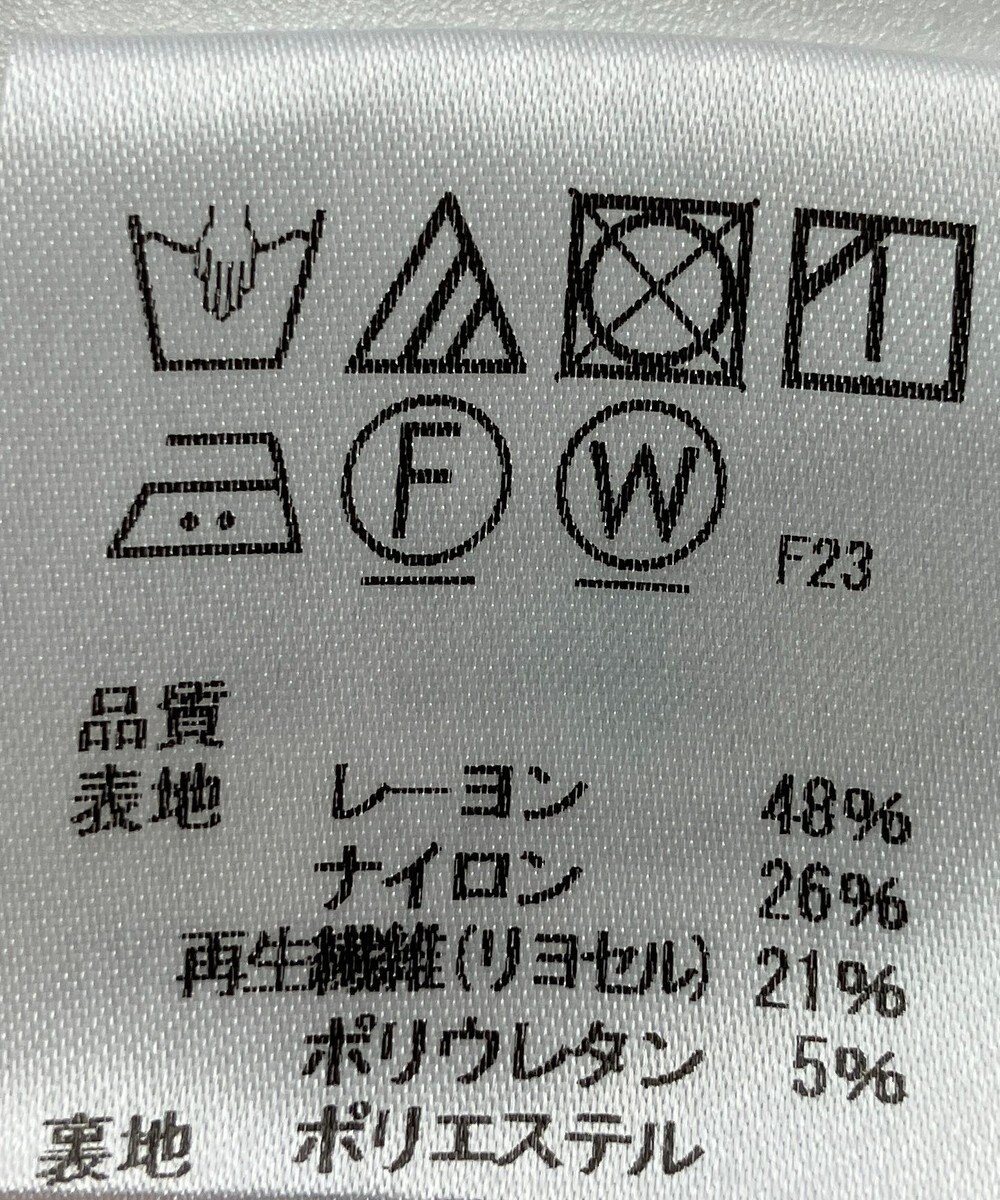 F W F23
品質
表地 レーヨン 48%
ナイロン 26%
再生繊維(リヨセル) 21%
ポリウレタン 5%
裏地 ポリエステル